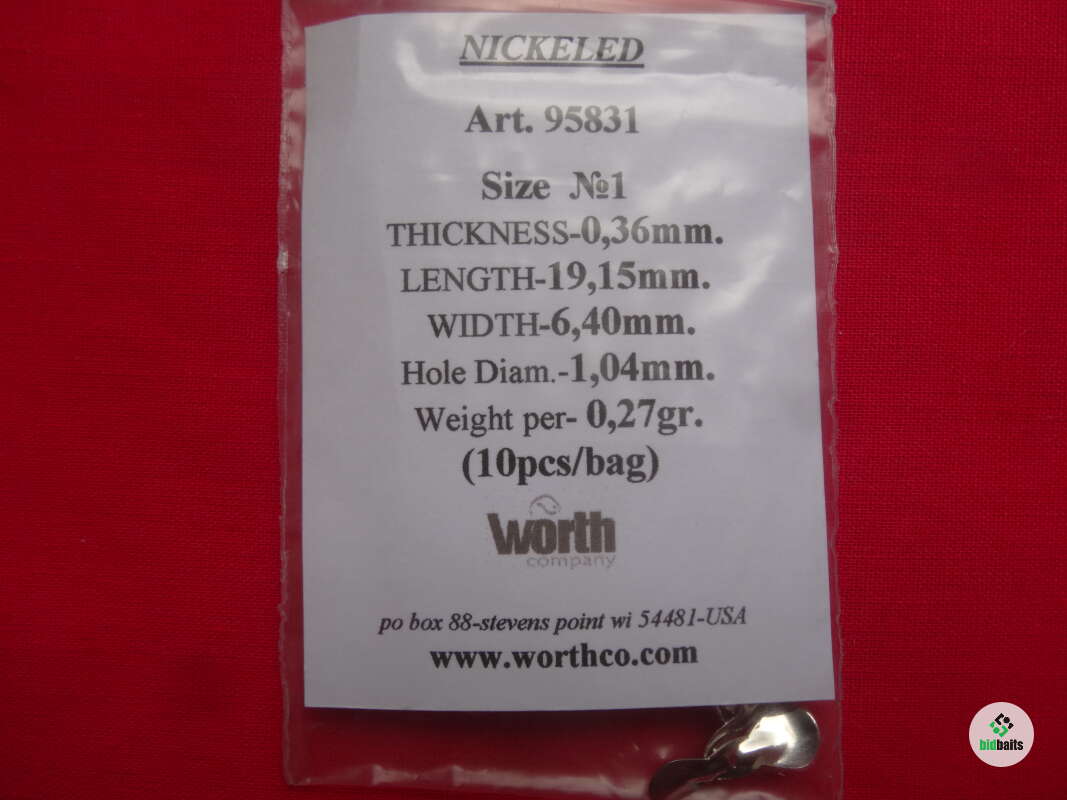 NICKELED
Art. 95831
Size №1
THICKNESS-0,36mm.
LENGTH-19,15mm.
WIDTH-6,40mm.
Hole Diam.-1,04mm.
Weight per- 0,27gr.
(10pcs/bag)
worth
company
po box 88-stevens point wi 54481-USA
www.worthco.com
bidbaits